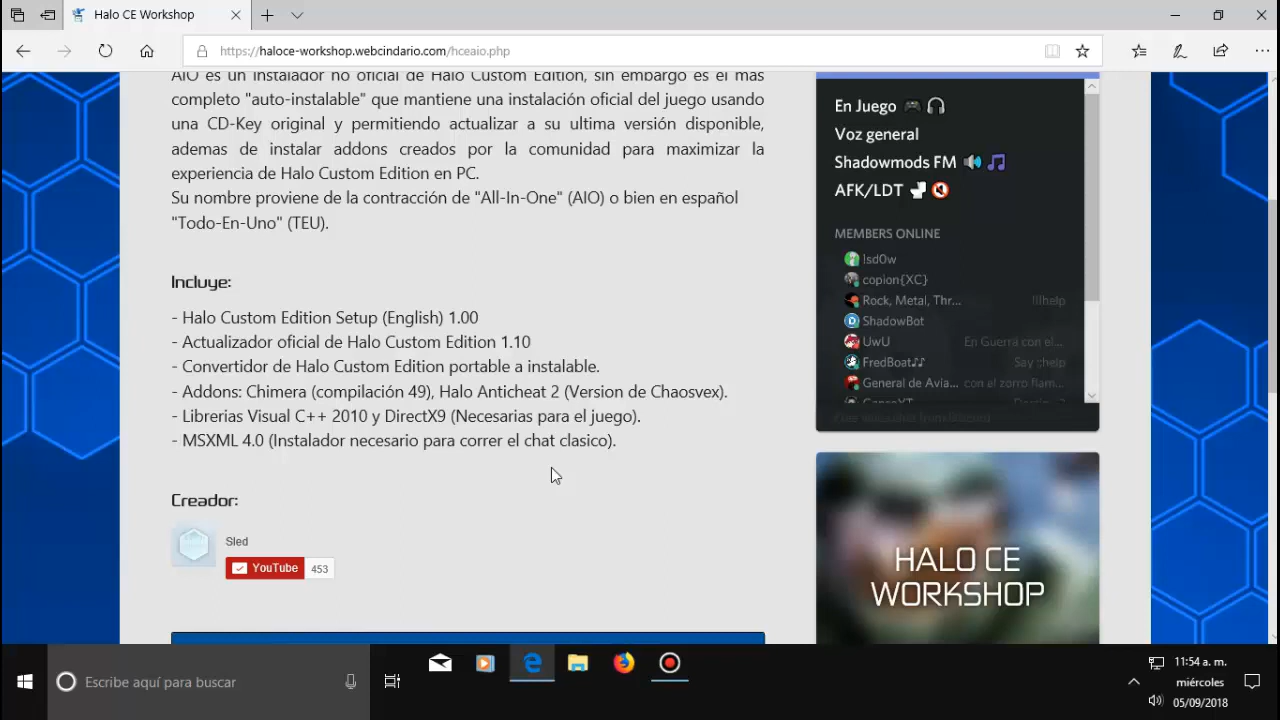 Halo CE Workshop
https://haloce-workshop.webcindario.com/hceaio.php
AIO es un instalador no oficial de Halo Custom Edition, sin embargo es el mas
completo "auto-instalable" que mantiene una instalación oficial del juego usando
una CD-Key original y permitiendo actualizar a su ultima versión disponible,
ademas de instalar addons creados por la comunidad para maximizar la
experiencia de Halo Custom Edition en PC.
Su nombre proviene de la contracción de "All-In-One" (AIO) o bien en español
"Todo-En-Uno" (TEU).
Incluye:
- Halo Custom Edition Setup (English) 1.00
- Actualizador oficial de Halo Custom Edition 1.10
- Convertidor de Halo Custom Edition portable a instalable.
- Addons: Chimera (compilación 49), Halo Anticheat 2 (Version de Chaosvex).
- Librerias Visual C++ 2010 y DirectX9 (Necesarias para el juego).
- MSXML 4.0 (Instalador necesario para correr el chat clasico).
Creador:
Sled
YouTube 453
En Juego
Voz general
Shadowmods FM
AFK/LDT
MEMBERS ONLINE
copion{XC}
Rock, Metal, Thr... !!!help
ShadowBot
UwU En Guerra con el...
FredBoat♪♪ Say ;;help
General de Avia... con el zorro flam...
HALO CE
WORKSHOP
Escribe aquí para buscar
11:54 a. m.
miércoles
05/09/2018